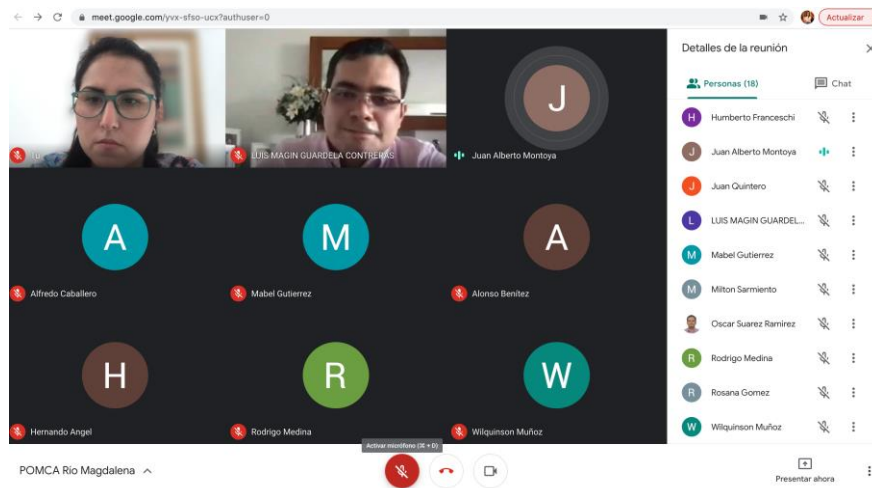 meet.google.com/yvx-sfso-ucx?authuser=0
Actualizar
Tú
LUIS MAGIN GUARDELA CONTRERAS
J
Juan Alberto Montoya
A
Alfredo Caballero
M
Mabel Gutierrez
A
Alonso Benítez
H
Hernando Angel
R
Rodrigo Medina
W
Wilquinson Muñoz
Detalles de la reunión
Personas (18)
Chat
H Humberto Franceschi
J Juan Alberto Montoya
J Juan Quintero
L LUIS MAGIN GUARDEL...
M Mabel Gutierrez
M Milton Sarmiento
Oscar Suarez Ramirez
R Rodrigo Medina
R Rosana Gomez
W Wilquinson Muñoz
Activar micrófono (⌘ + D)
POMCA Rio Magdalena
Presentar ahora